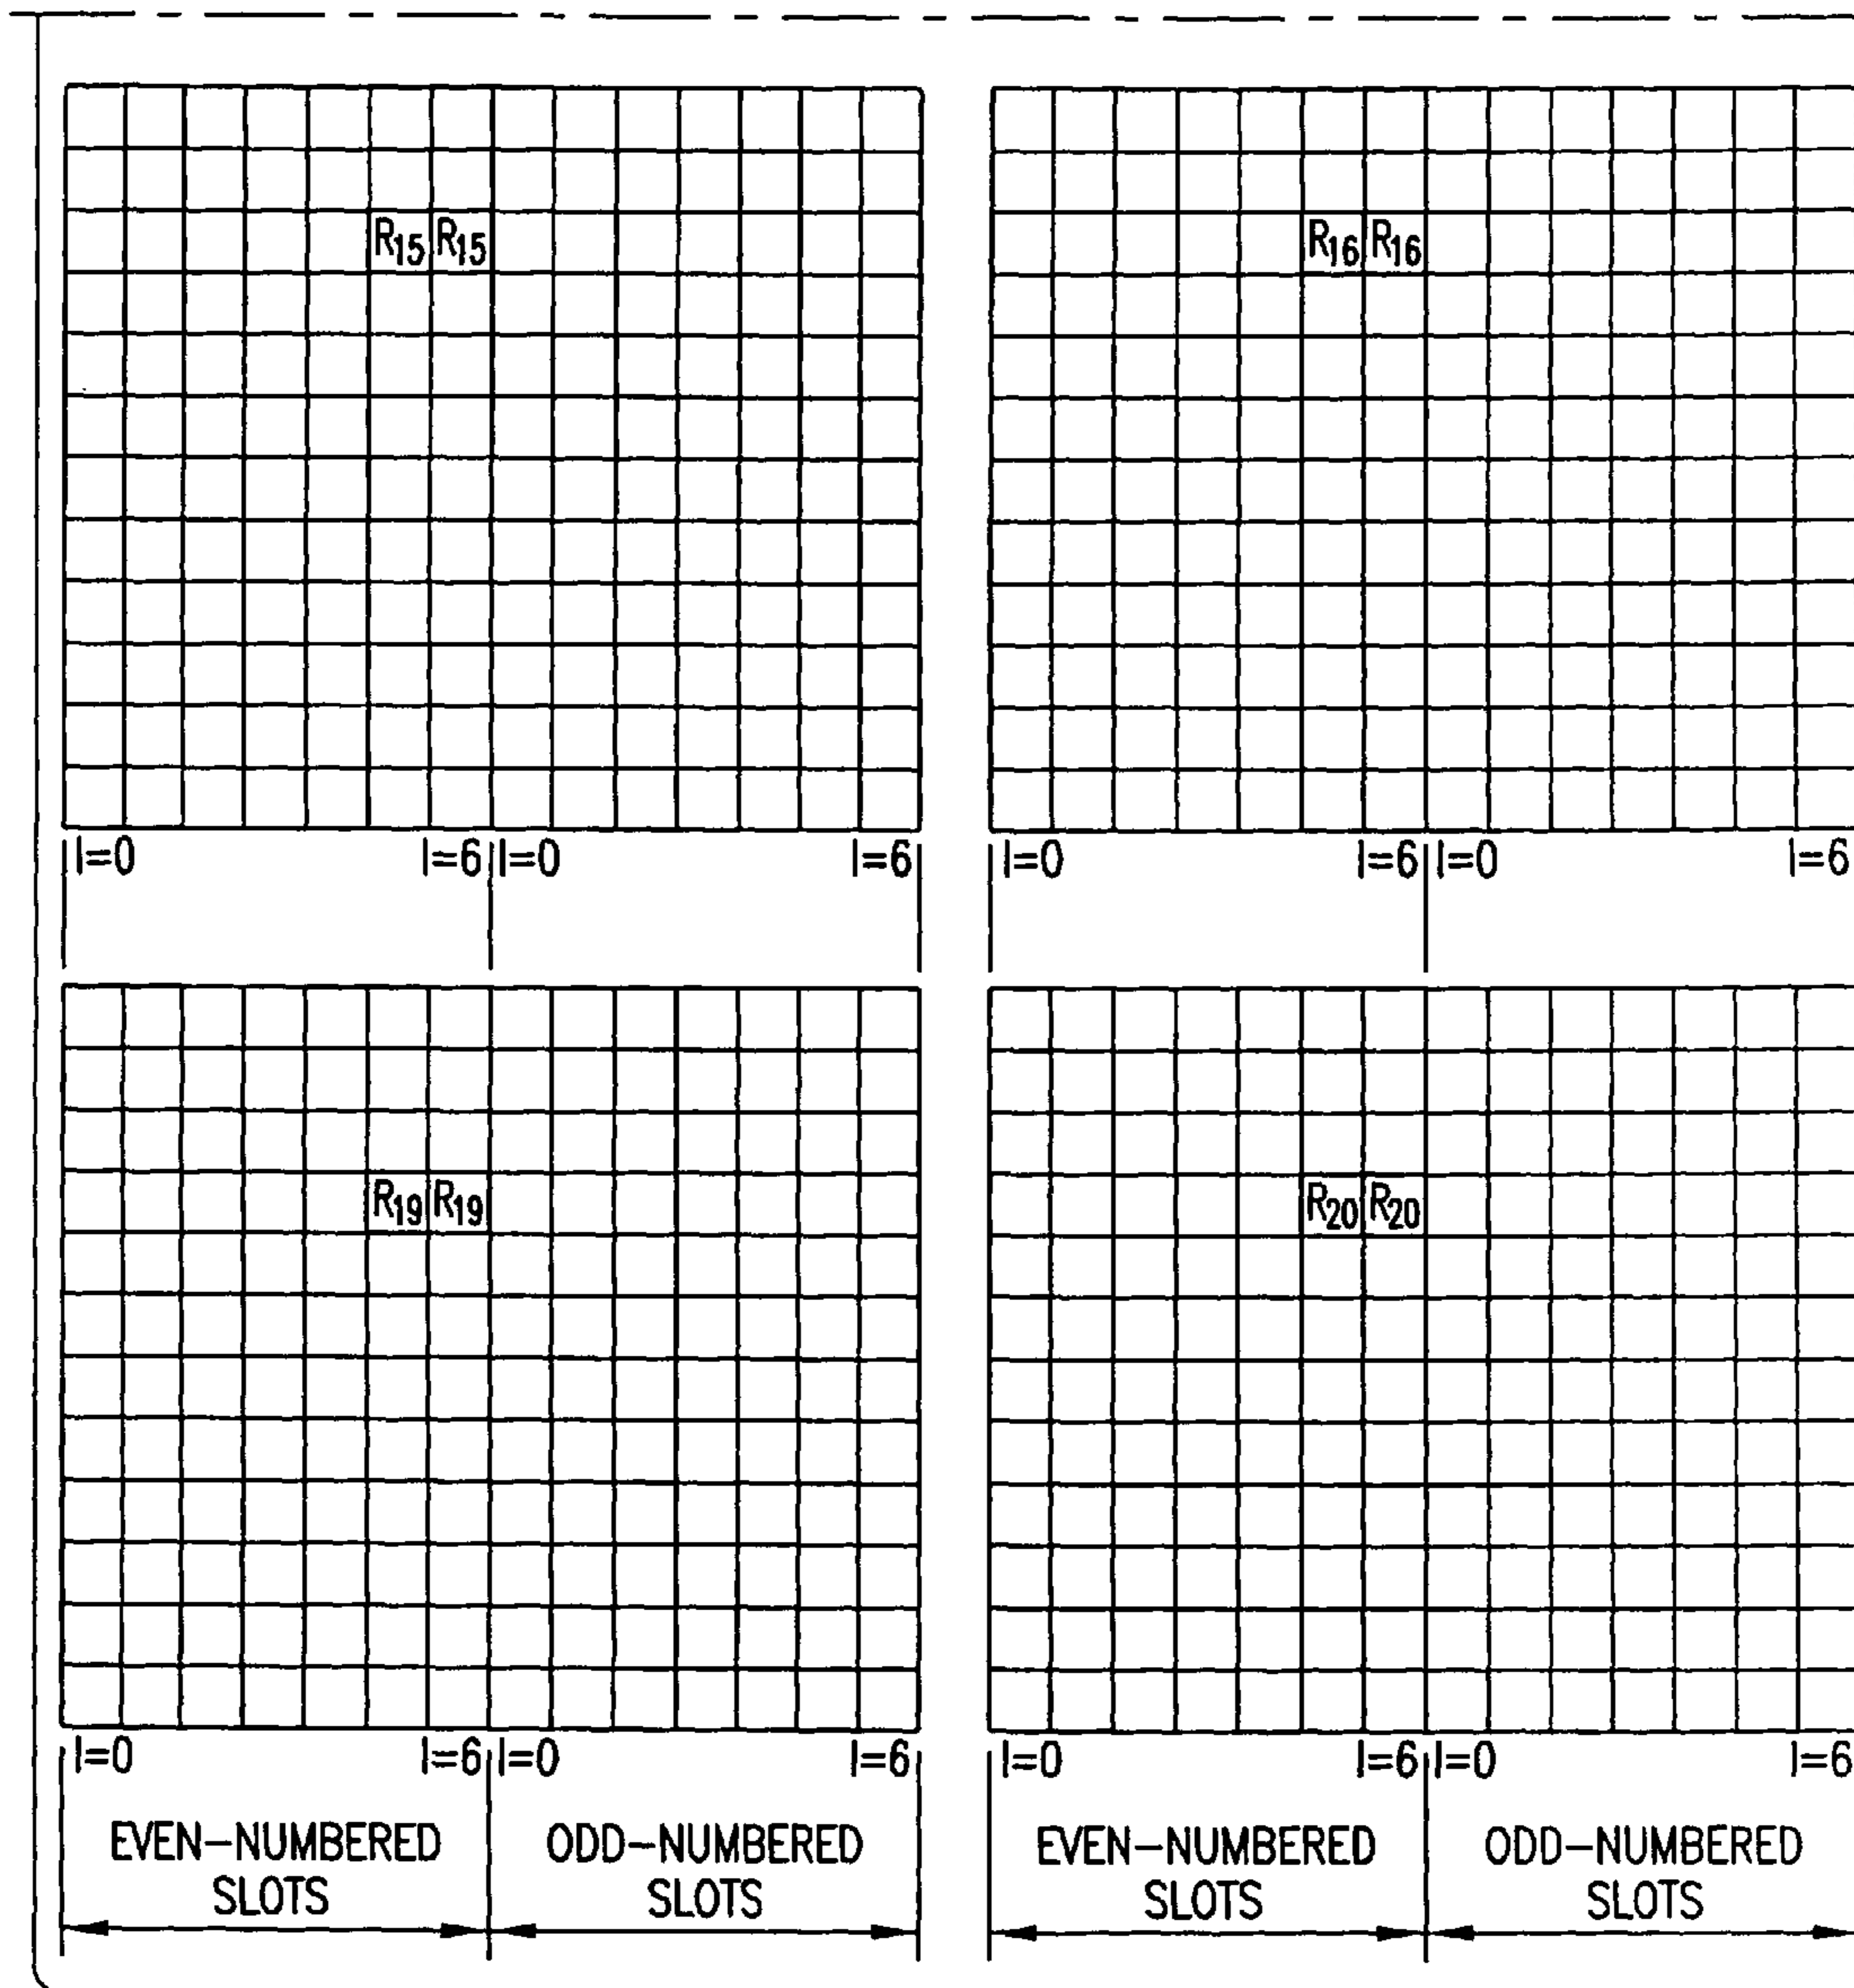 R15 R15
R16 R16
l=0 l=6 l=0 l=6
l=0 l=6 l=0 l=6
R19 R19
R20 R20
l=0 l=6 l=0 l=6
l=0 l=6 l=0 l=6
EVEN-NUMBERED
SLOTS
ODD-NUMBERED
SLOTS
EVEN-NUMBERED
SLOTS
ODD-NUMBERED
SLOTS